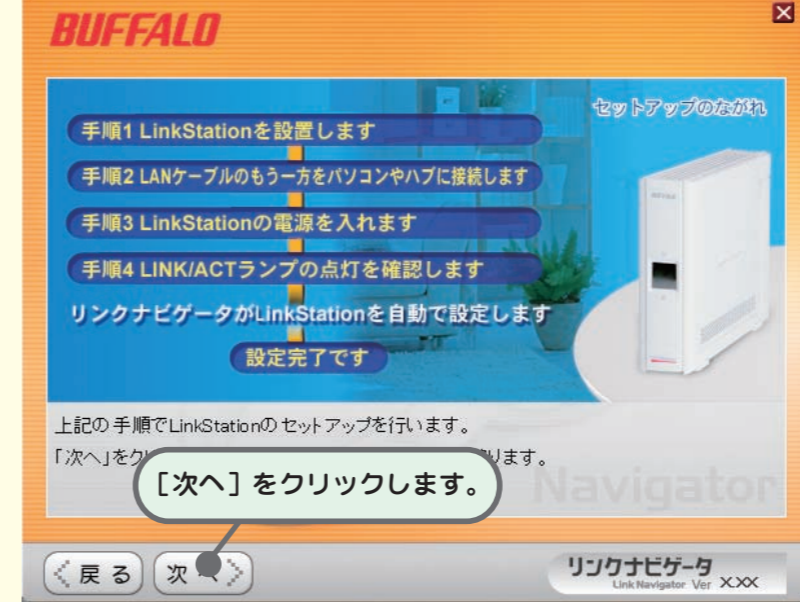 BUFFALO
セットアップのながれ
手順1 LinkStationを設置します
手順2 LANケーブルのもう一方をパソコンやハブに接続します
手順3 LinkStationの電源を入れます
手順4 LINK/ACTランプの点灯を確認します
リンクナビゲータがLinkStationを自動で設定します
設定完了です
BUFFALO
上記の手順でLinkStationのセットアップを行います。
「次へ」をク
ります。
［次へ］をクリックします。
Navigator
戻る
次へ
リンクナビゲータ
LinkNavigator Ver X.XX